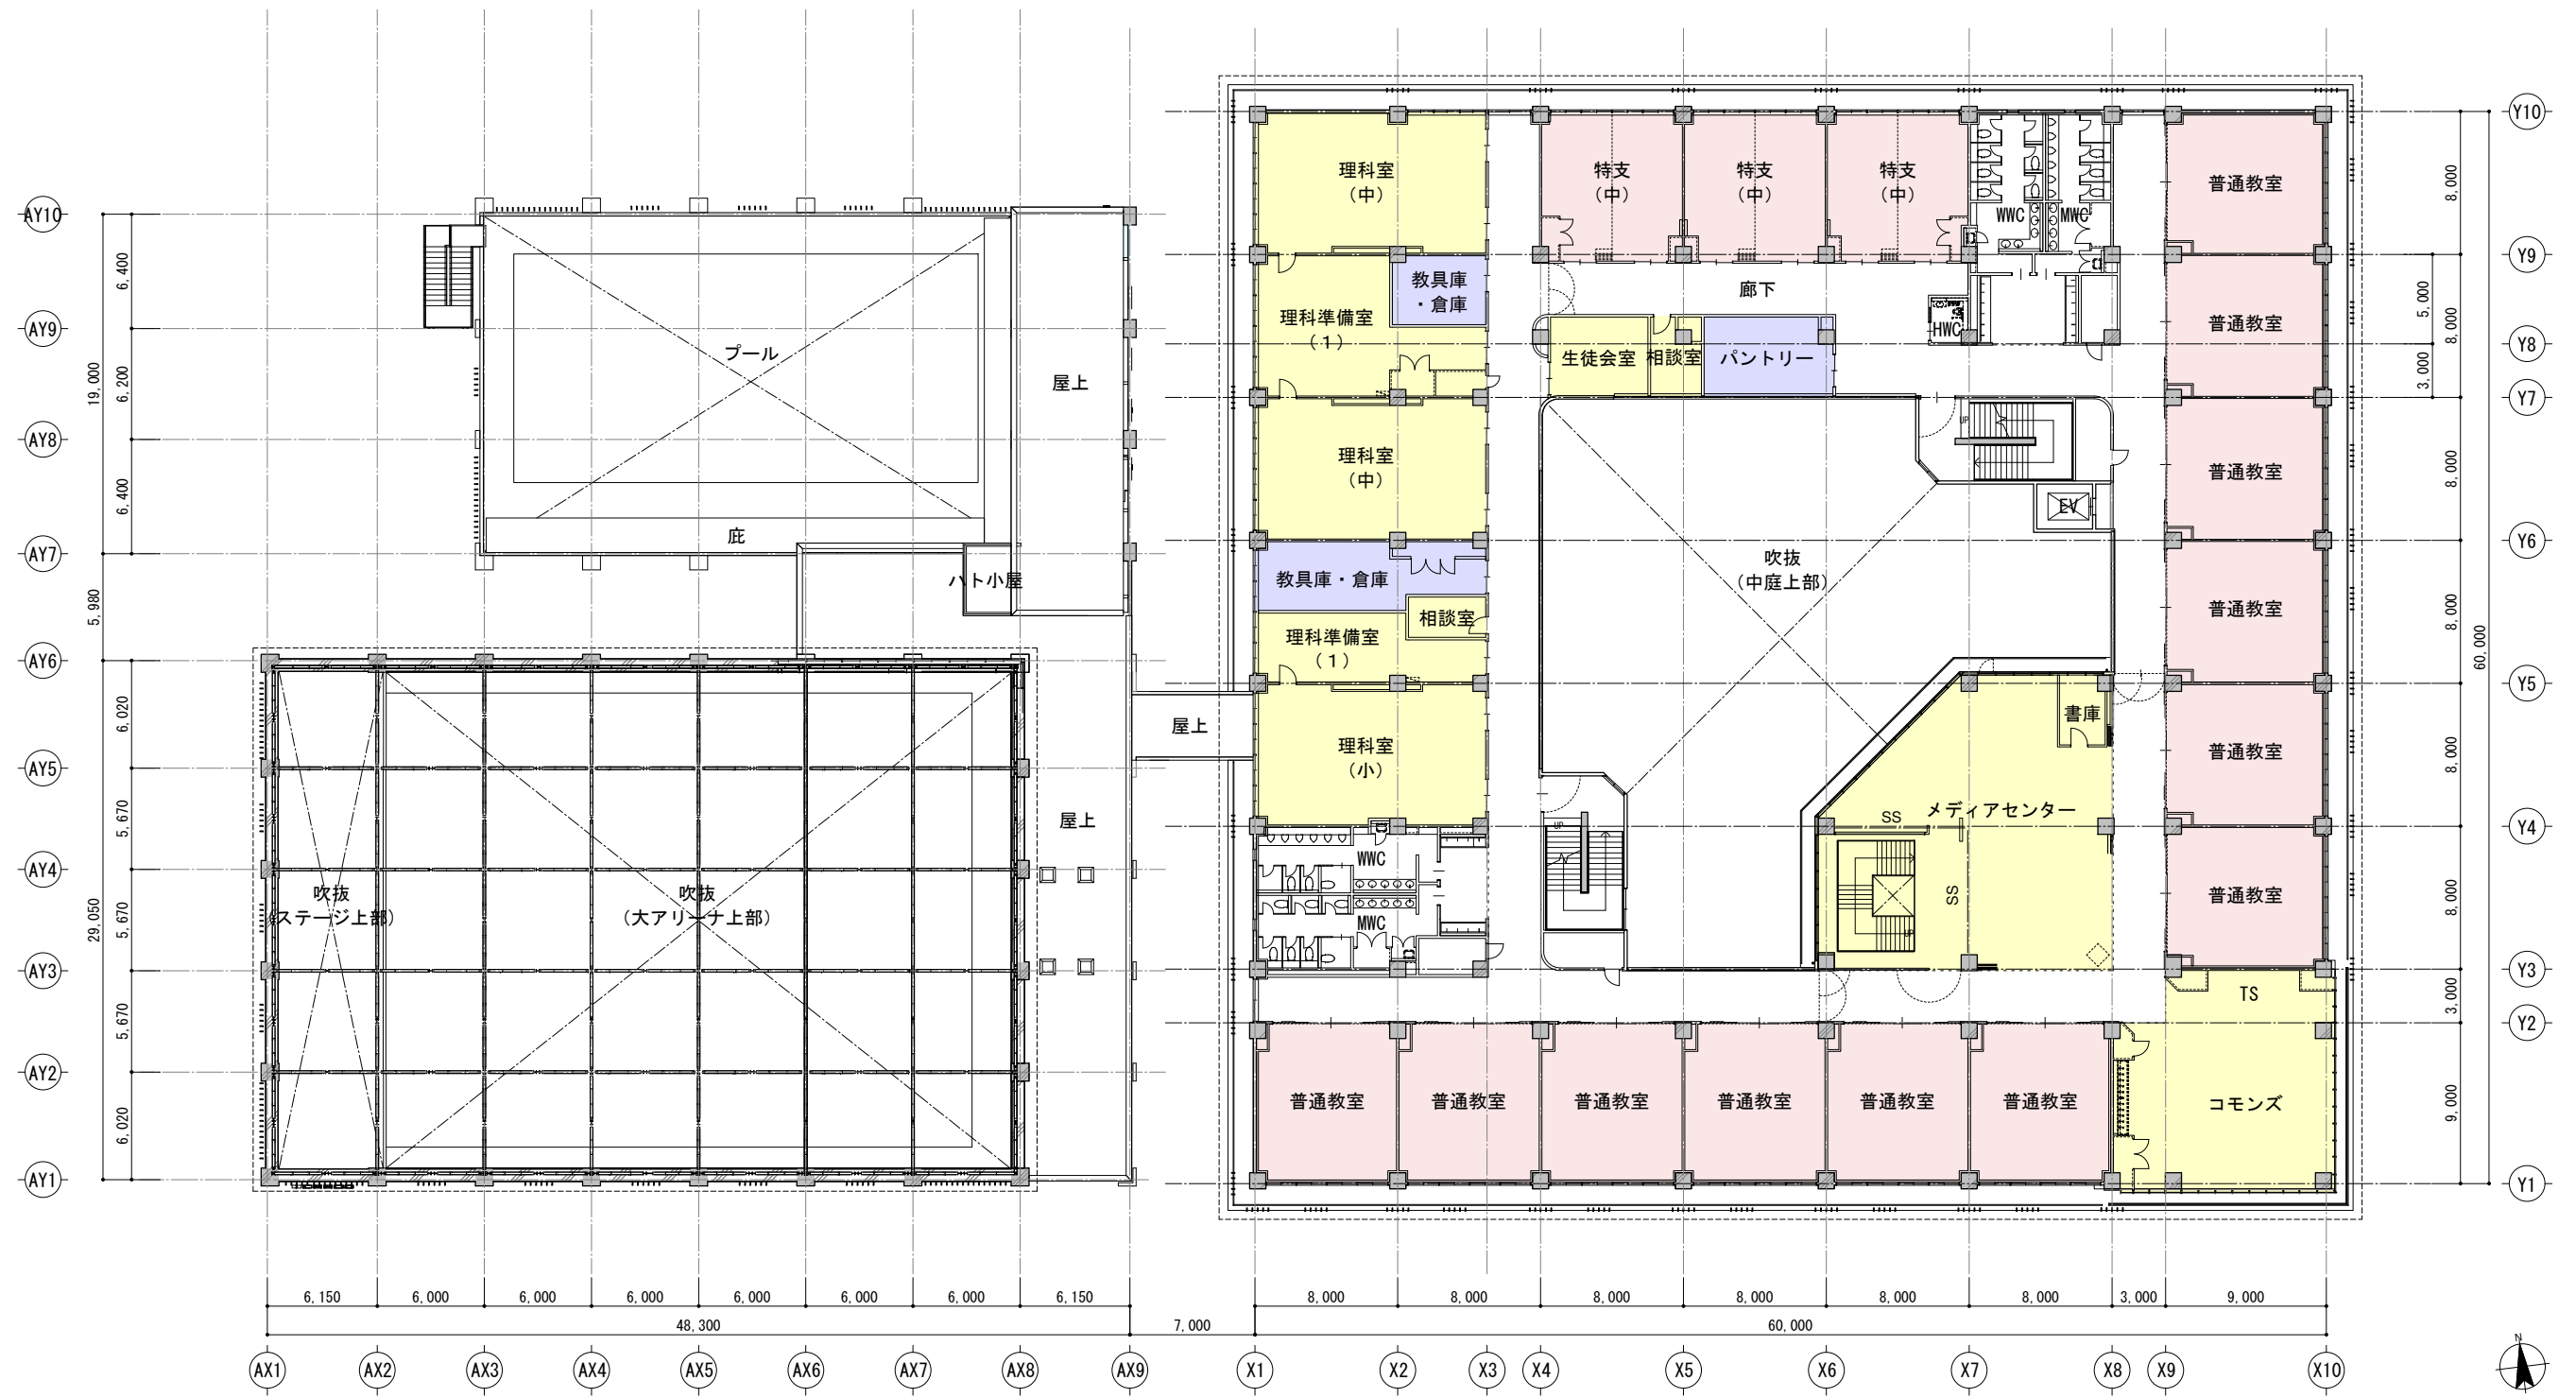 Y10
理科室
（中）
特支
（中）
特支
（中）
特支
（中）
WWC
MWC
普通教室
8,000
AY10
Y9
教具庫
・倉庫
廊下
理科準備室
（1）
HWC
普通教室
5,000
8,000
6,400
AY9
プール
屋上
生徒会室
相談室
パントリー
Y8
3,000
19,000
6,200
Y7
UP
AY8
理科室
（中）
普通教室
8,000
6,400
EV
庇
AY7
Y6
吹抜
（中庭上部）
ハト小屋
教具庫・倉庫
相談室
普通教室
8,000
5,980
理科準備室
（1）
60,000
AY6
Y5
6,020
屋上
書庫
理科室
（小）
普通教室
8,000
AY5
5,670
屋上
SS
メディアセンター
UP
Y4
AY4
WWC
吹抜
（ステージ上部）
吹抜
（大アリーナ上部）
MWC
SS
UP
普通教室
8,000
29,050
5,670
AY3
Y3
TS
3,000
5,670
Y2
AY2
普通教室
普通教室
普通教室
普通教室
普通教室
普通教室
コモンズ
9,000
6,020
AY1
Y1
6,150
6,000
6,000
6,000
6,000
6,000
6,000
6,150
8,000
8,000
8,000
8,000
8,000
8,000
3,000
9,000
48,300
7,000
60,000
AX1
AX2
AX3
AX4
AX5
AX6
AX7
AX8
AX9
X1
X2
X3
X4
X5
X6
X7
X8
X9
X10
N